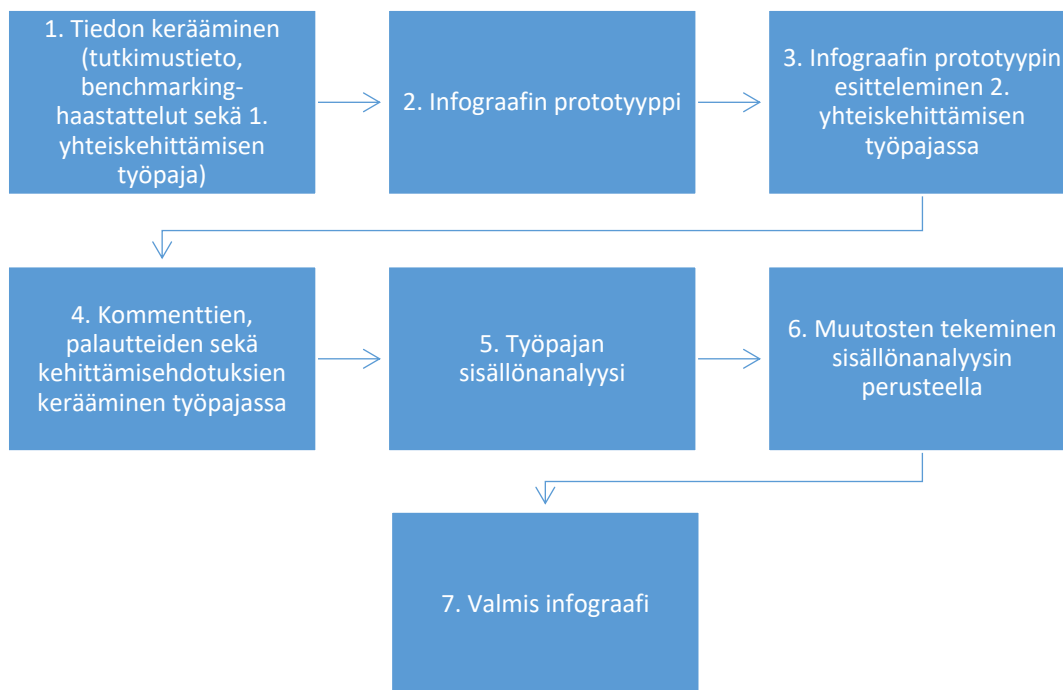 1. Tiedon kerääminen
(tutkimustieto,
benchmarking-
haastattelut sekä 1.
yhteiskehittämisen
työpaja)
2. Infograafin prototyyppi
3. Infograafin prototyypin
esitteleminen 2.
yhteiskehittämisen
työpajassa
4. Kommenttien,
palautteiden sekä
kehittämisehdotuksien
kerääminen työpajassa
5. Työpajan
sisällönanalyysi
6. Muutosten tekeminen
sisällönanalyysin
perusteella
7. Valmis infograafi